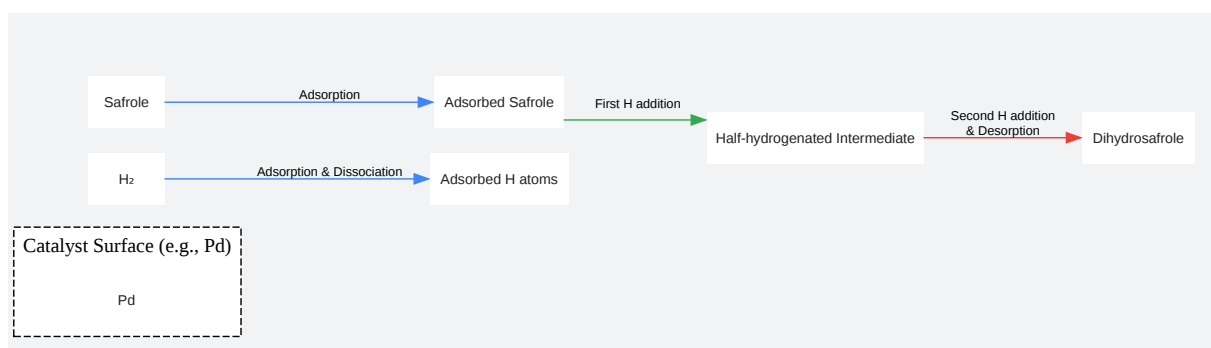 Safrole
Adsorption
Adsorbed Safrole
First H addition
Half-hydrogenated Intermediate
Second H addition
& Desorption
Dihydrosafrole
H₂
Adsorption & Dissociation
Adsorbed H atoms
Catalyst Surface (e.g., Pd)
Pd